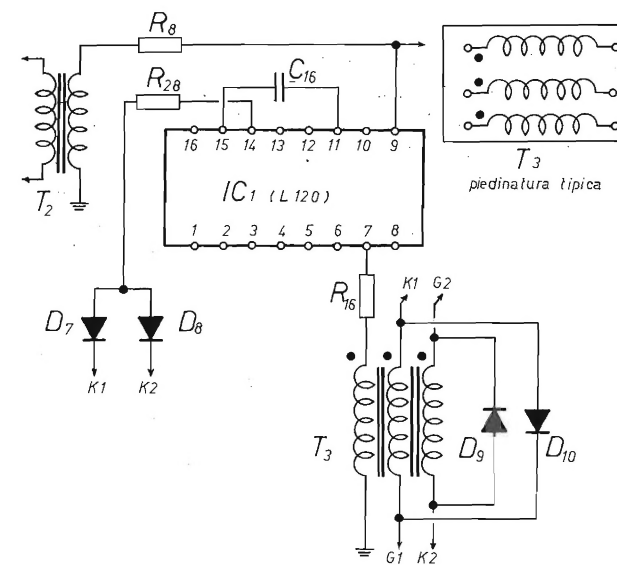 R8
R28
C16
16 15 14 13 12 11 10 9
IC1 (L120)
1 2 3 4 5 6 7 8
T2
T3
piedinatura tipica
D7
D8
K1
K2
R16
K1
G2
T3
D9
D10
G1
K2